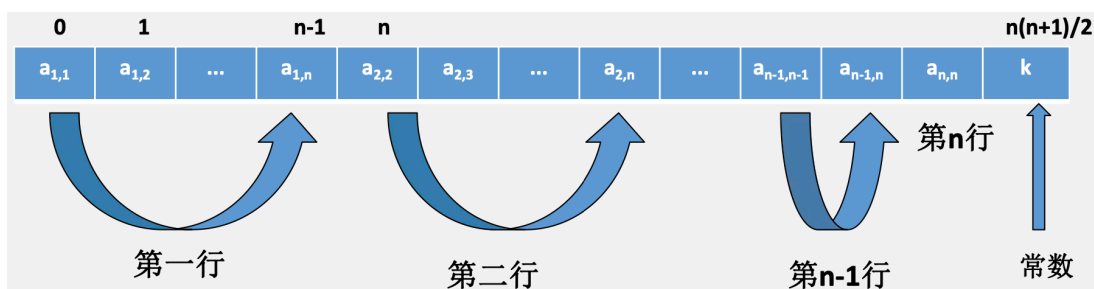 0 1 n-1 n n(n+1)/2
a1,1 a1,2 ... a1,n a2,2 a2,3 ... a2,n ... an-1,n-1 an-1,n an,n k
第n行
第一行 第二行 第n-1行 常数